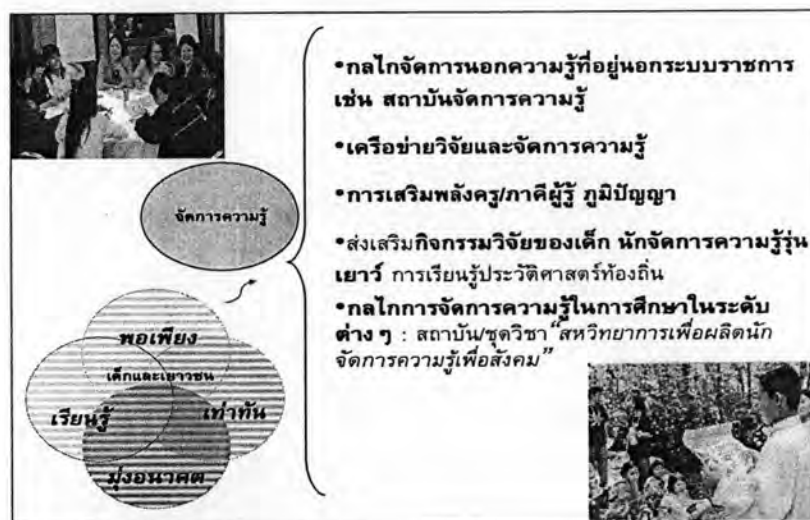 •กลไกจัดการนอกความรู้ที่อยู่นอกระบบราชการ
เช่น สถาบันจัดการความรู้
•เครือข่ายวิจัยและจัดการความรู้
•การเสริมพลังครู/ภาคีผู้รู้ ภูมิปัญญา
•ส่งเสริมกิจกรรมวิจัยของเด็ก นักจัดการความรู้รุ่น
เยาว์ การเรียนรู้ประวัติศาสตร์ท้องถิ่น
•กลไกการจัดการความรู้ในการศึกษาในระดับ
ต่าง ๆ : สถาบัน/ชุดวิชา“สหวิทยาการเพื่อผลิตนัก
จัดการความรู้เพื่อสังคม”
จัดการความรู้
พอเพียง
เด็กและเยาวชน
เรียนรู้
เท่าทัน
มุ่งอนาคต